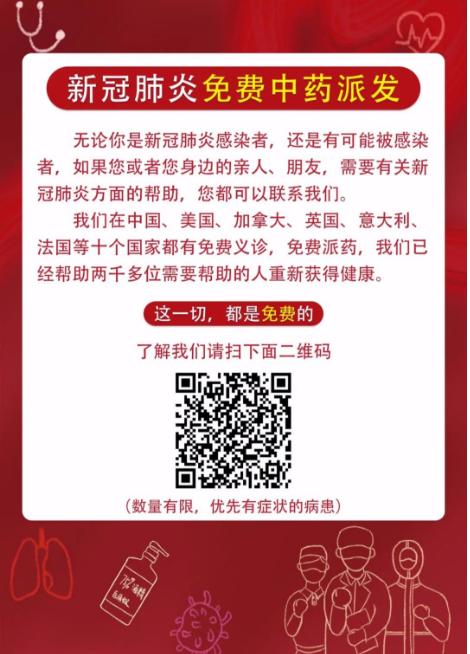 新冠肺炎免费中药派发
无论你是新冠肺炎感染者，还是有可能被感染
者，如果您或者您身边的亲人、朋友，需要有关新
冠肺炎方面的帮助，您都可以联系我们。
我们在中国、美国、加拿大、英国、意大利、
法国等十个国家都有免费义诊，免费派药，我们已
经帮助两千多位需要帮助的人重新获得健康。
这一切，都是免费的
了解我们请扫下面二维码
（数量有限，优先有症状的病患）
75%酒精